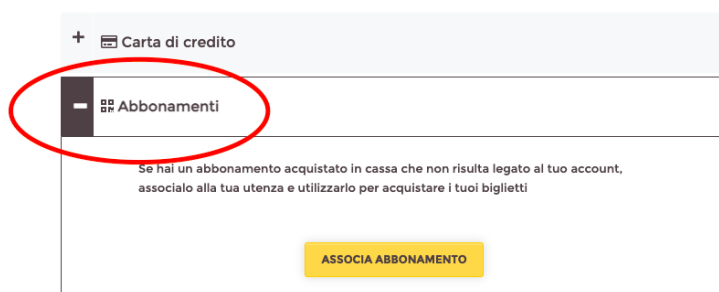 Carta di credito
Abbonamenti
Se hai un abbonamento acquistato in cassa che non risulta legato al tuo account,
associalo alla tua utenza e utilizzarlo per acquistare i tuoi biglietti
ASSOCIA ABBONAMENTO